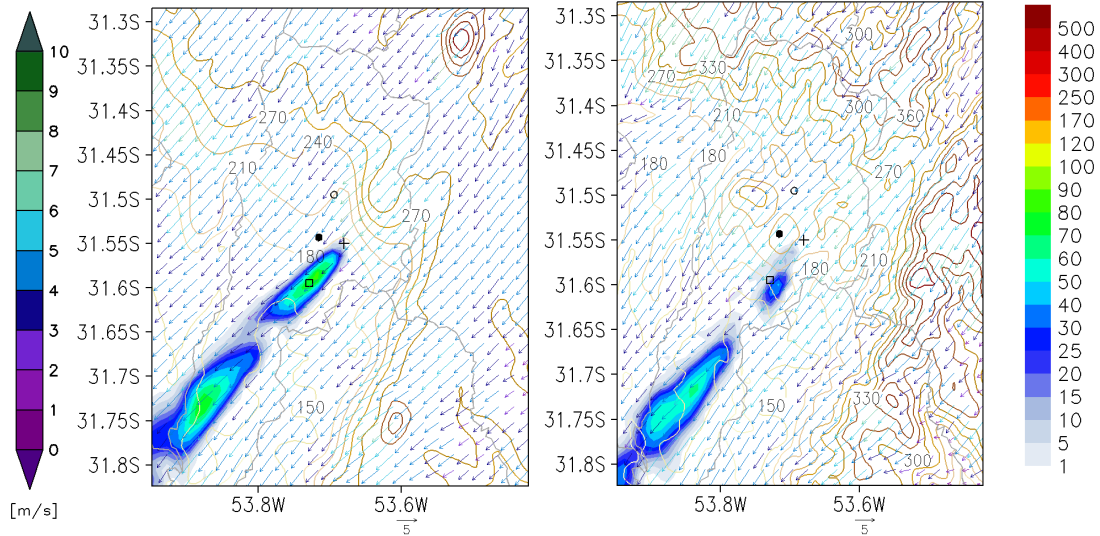 10
9
8
7
6
5
4
3
2
1
0
[m/s]
31.3S
31.35S
31.4S
31.45S
31.5S
31.55S
31.6S
31.65S
31.7S
31.75S
31.8S
270
240
210
270
180
150
53.8W
53.6W
5
31.3S
31.35S
31.4S
31.45S
31.5S
31.55S
31.6S
31.65S
31.7S
31.75S
31.8S
300
330
270
210
300
360
180
180
270
210
180
330
150
300
53.8W
53.6W
5
500
400
300
250
170
120
100
90
80
70
60
50
40
30
25
20
15
10
5
1